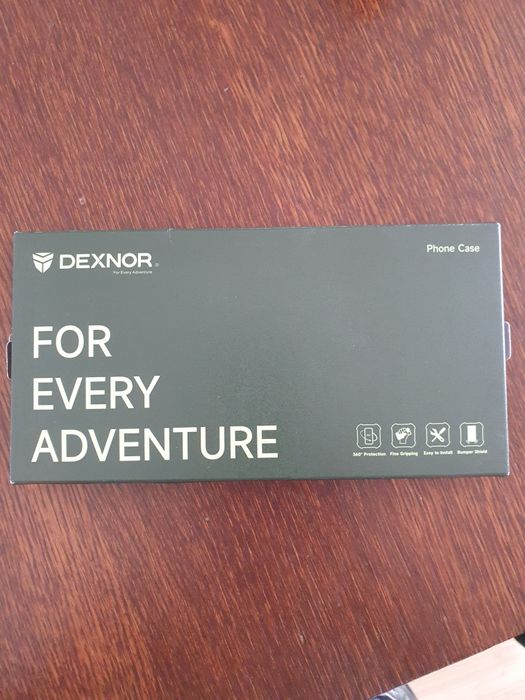 DEXNOR®
For Every Adventure
Phone Case
FOR
EVERY
ADVENTURE
360° Protection
Fine Gripping
Easy to Install
Bumper Shield